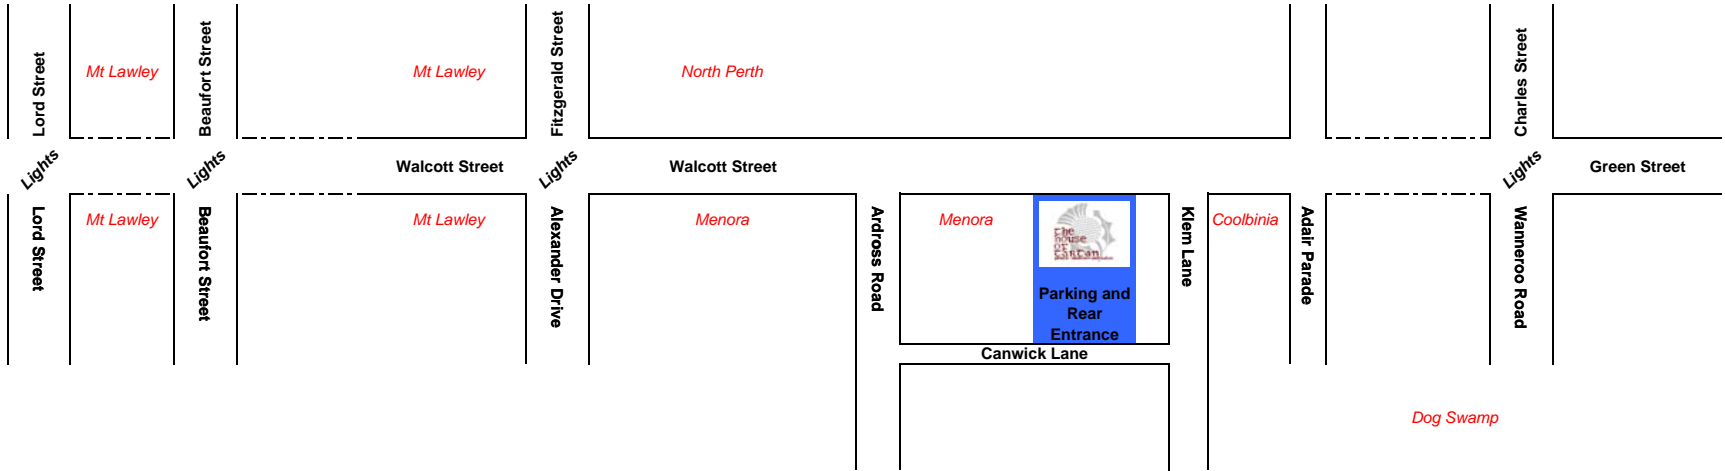 Lord Street
Mt Lawley
Beaufort Street
Mt Lawley
Fitzgerald Street
North Perth
Charles Street
Lights
Lights
Walcott Street
Lights
Walcott Street
Lights
Green Street
Lord Street
Mt Lawley
Beaufort Street
Mt Lawley
Alexander Drive
Menora
Ardross Road
Menora
the
house
of
tartan
Parking and
Rear
Entrance
Klem Lane
Coolbinia
Adair Parade
Wanneroo Road
Canwick Lane
Dog Swamp